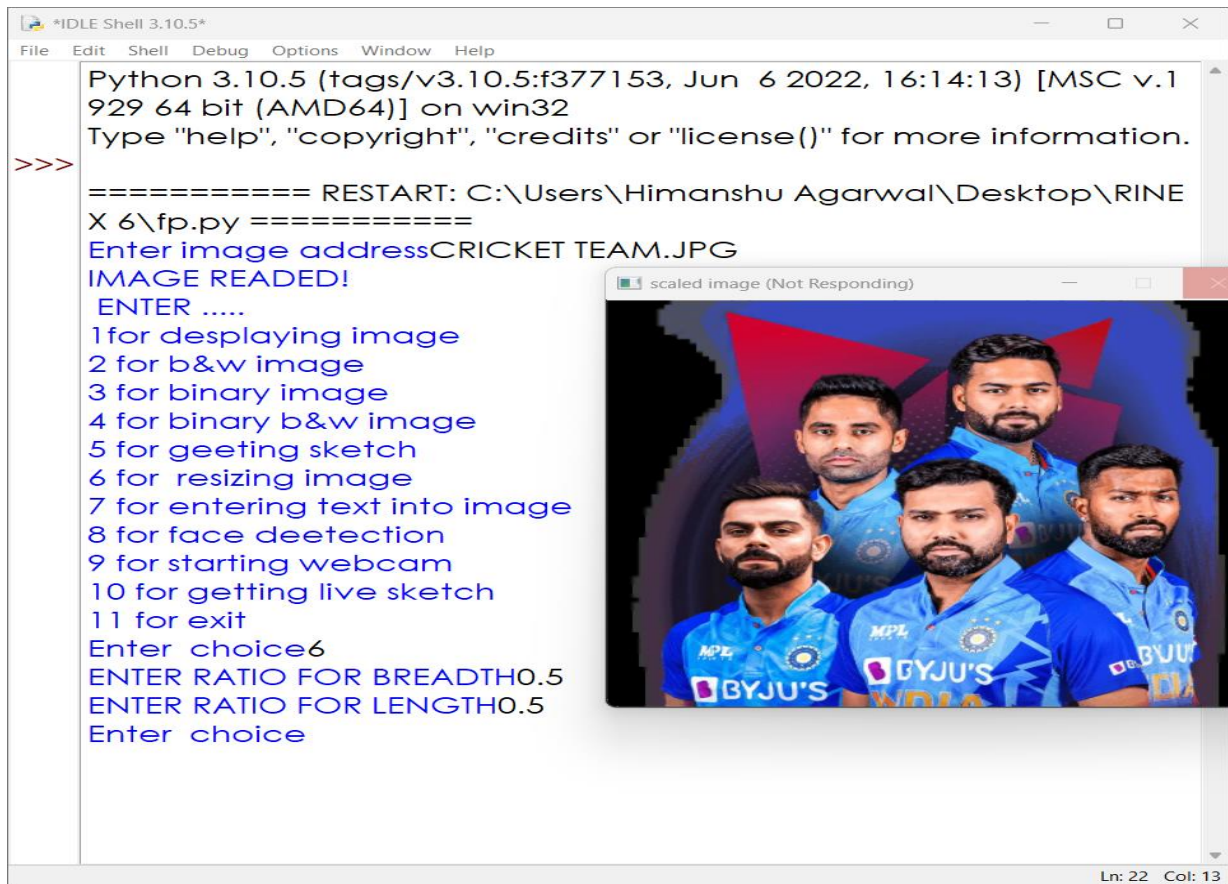 *IDLE Shell 3.10.5*
File Edit Shell Debug Options Window Help
Python 3.10.5 (tags/v3.10.5:f377153, Jun  6 2022, 16:14:13) [MSC v.1
929 64 bit (AMD64)] on win32
Type "help", "copyright", "credits" or "license()" for more information.
>>>
=========== RESTART: C:\Users\Himanshu Agarwal\Desktop\RINE
X 6\fp.py ===========
Enter image addressCRICKET TEAM.JPG
IMAGE READED!
 ENTER .....
1for desplaying image
2 for b&w image
3 for binary image
4 for binary b&w image
5 for geeting sketch
6 for  resizing image
7 for entering text into image
8 for face deetection
9 for starting webcam
10 for getting live sketch
11 for exit
Enter  choice6
ENTER RATIO FOR BREADTH0.5
ENTER RATIO FOR LENGTH0.5
Enter  choice
scaled image (Not Responding)
BYJU'S
MPL
BYJU'S
MPL
BYJU'S
Ln: 22 Col: 13